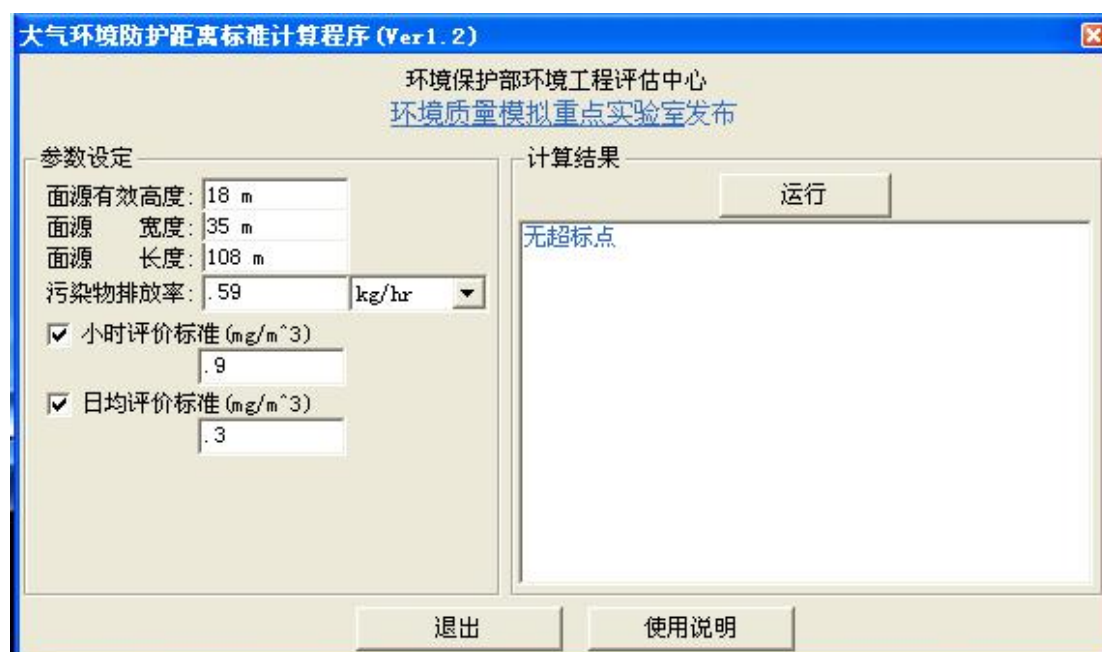 大气环境防护距离标准计算程序(Ver1.2)
环境保护部环境工程评估中心
环境质量模拟重点实验室发布
参数设定
面源有效高度: 18 m
面源 宽度: 35 m
面源 长度: 108 m
污染物排放率: .59 kg/hr
小时评价标准(mg/m^3)
.9
日均评价标准(mg/m^3)
.3
计算结果
运行
无超标点
退出 使用说明